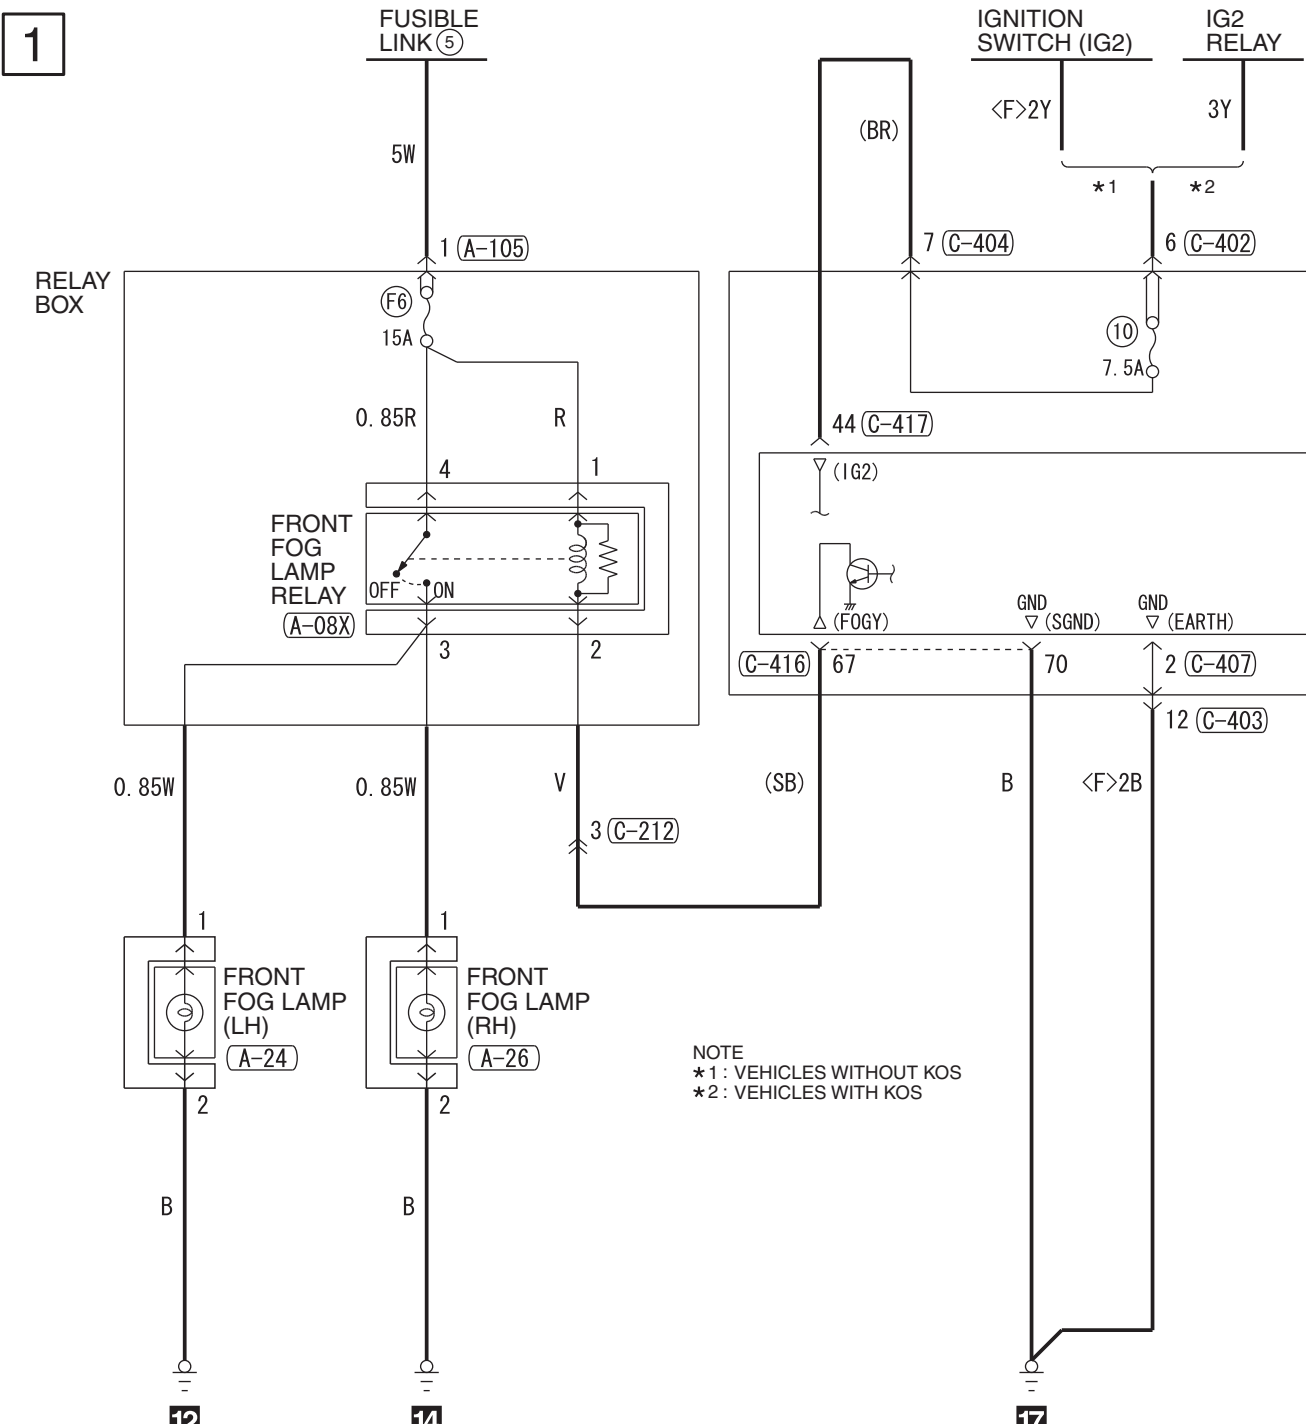 1
FUSIBLE
LINK 5
IGNITION
SWITCH (IG2)
IG2
RELAY
<F>2Y
3Y
(BR)
5W
*1
*2
1 A-105
7 C-404
6 C-402
RELAY
BOX
F6
15A
10
7.5A
0.85R
R
44 C-417
4
1
(IG2)
FRONT
FOG
LAMP
RELAY
A-08X
OFF
ON
GND
(SGND)
GND
(EARTH)
(FOGY)
3
2
C-416 67
70
2 C-407
12 C-403
0.85W
0.85W
V
(SB)
B
<F>2B
3 C-212
1
1
FRONT
FOG LAMP
(LH)
A-24
FRONT
FOG LAMP
(RH)
A-26
NOTE
*1 : VEHICLES WITHOUT KOS
*2 : VEHICLES WITH KOS
2
2
B
B
12
14
17